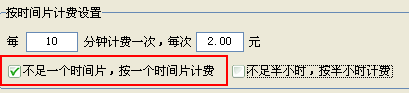 按时间片计费设置
每 10 分钟计费一次，每次 2.00 元
不足一个时间片，按一个时间片计费 不足半小时，按半小时计费